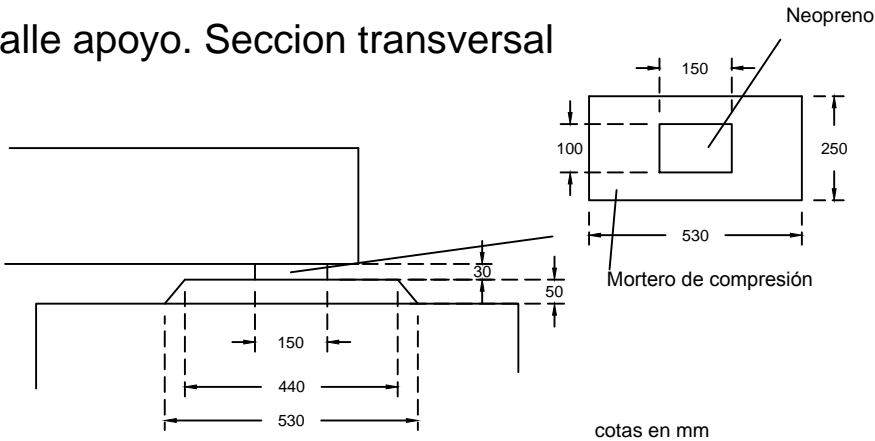 Neopreno
alle apoyo. Seccion transversal
150
100
250
530
30
Mortero de compresión
50
150
440
530
cotas en mm